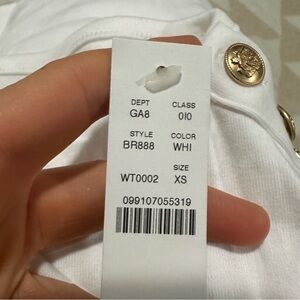 DEPT CLASS
GA8 010
STYLE COLOR
BR888 WHI
SIZE
WT0002 XS
099107055319